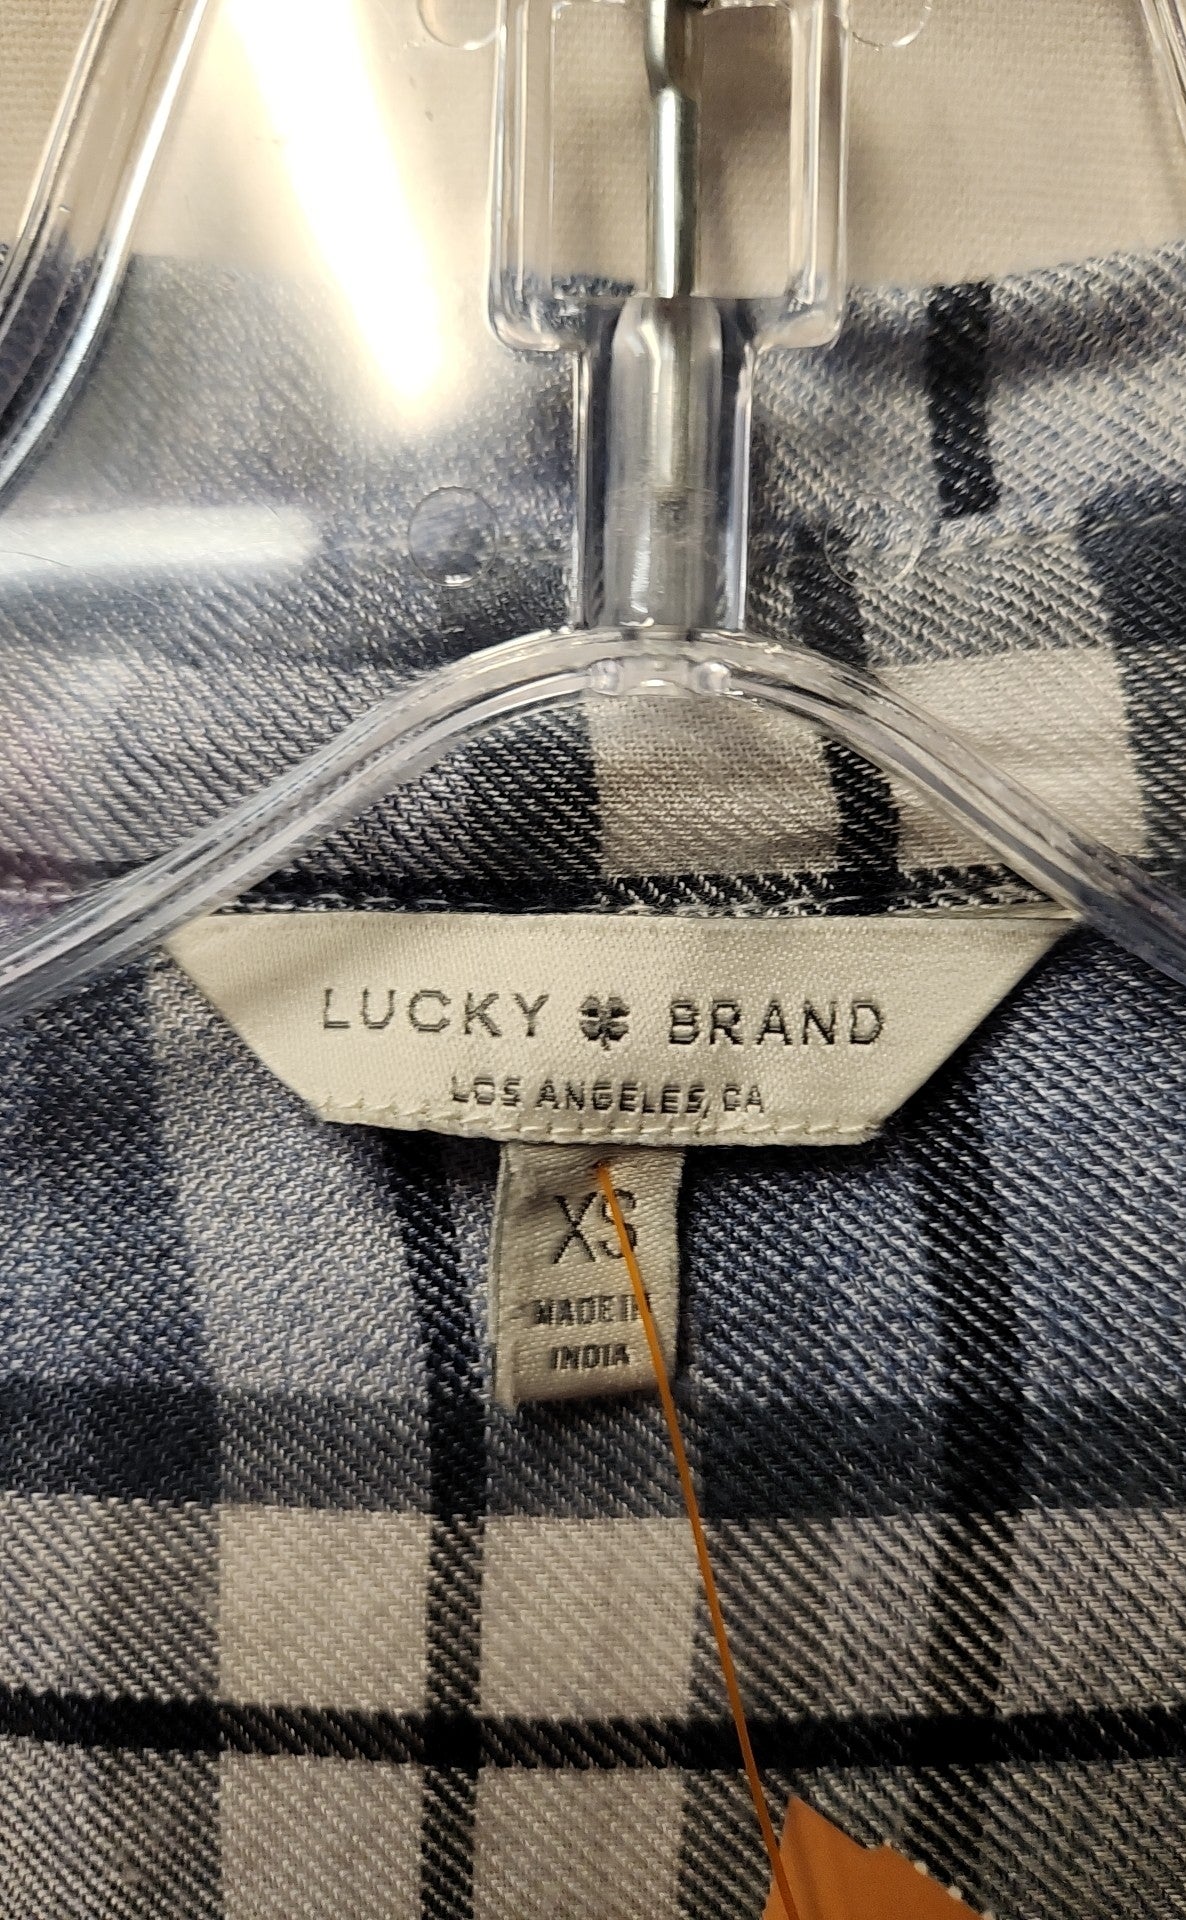 LUCKY BRAND
LOS ANGELES, CA
XS
MADE IN
INDIA